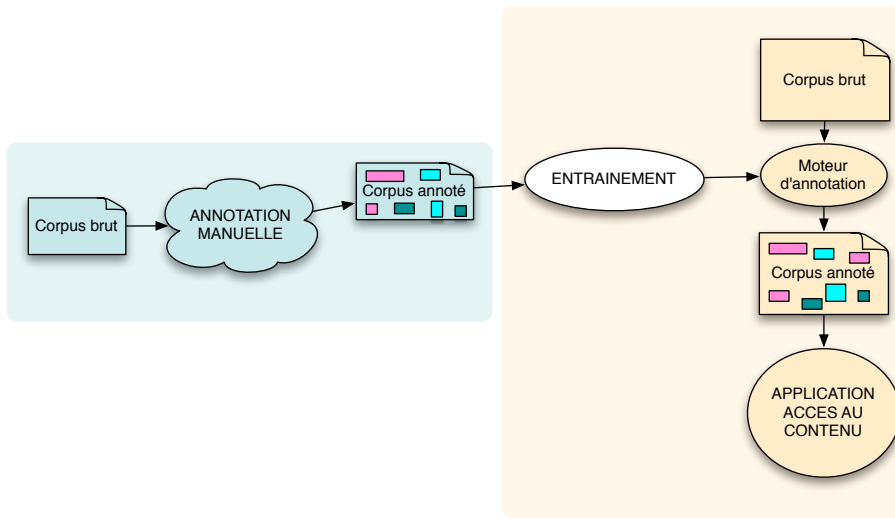 Corpus brut
ANNOTATION
MANUELLE
Corpus annoté
ENTRAINEMENT
Corpus brut
Moteur
d'annotation
Corpus annoté
APPLICATION
ACCES AU
CONTENU